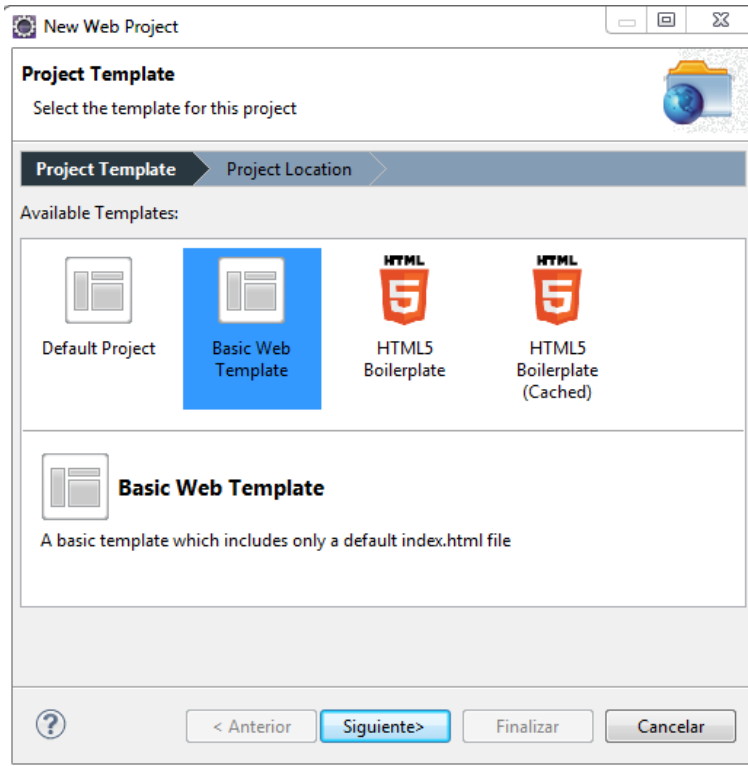 New Web Project
Project Template
Select the template for this project
Project Template
Project Location
Available Templates:
Default Project
Basic Web
Template
HTML
5
HTML5
Boilerplate
HTML
5
HTML5
Boilerplate
(Cached)
Basic Web Template
A basic template which includes only a default index.html file
?
< Anterior
Siguiente>
Finalizar
Cancelar